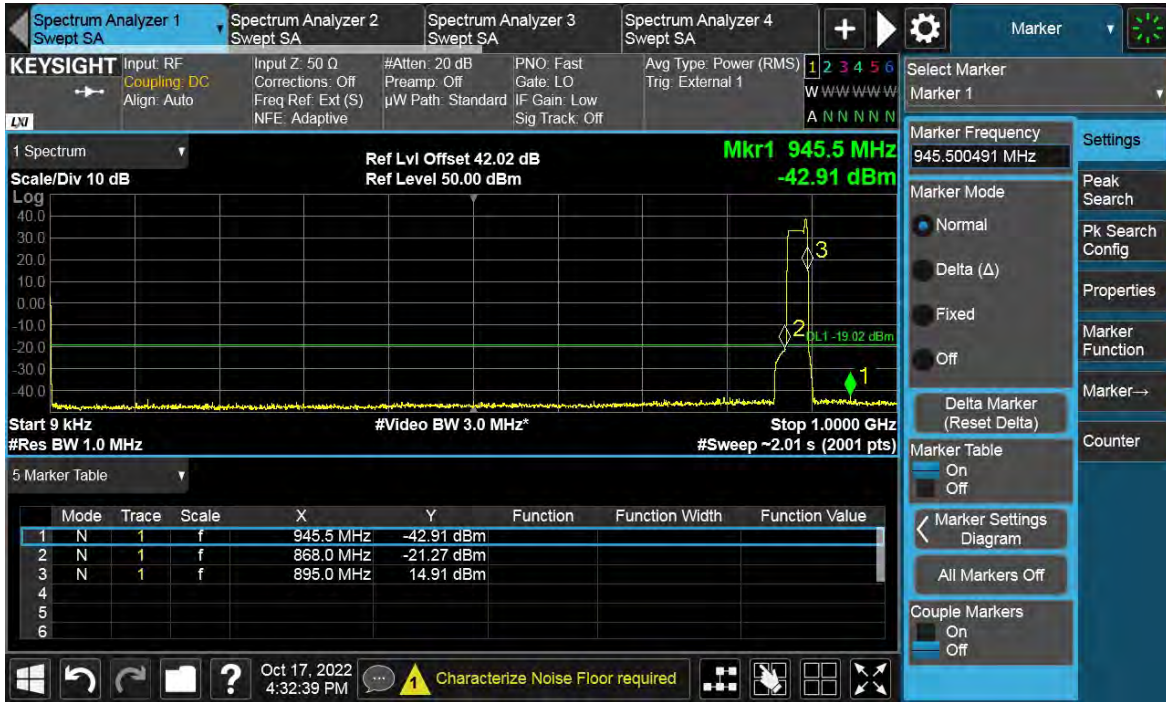 Spectrum Analyzer 1
Swept SA
Spectrum Analyzer 2
Swept SA
Spectrum Analyzer 3
Swept SA
Spectrum Analyzer 4
Swept SA
+
Marker
KEYSIGHT
LXI
Input: RF
Coupling: DC
Align: Auto
Input Z: 50 Ω
Corrections: Off
Freq Ref: Ext (S)
NFE: Adaptive
#Atten: 20 dB
Preamp: Off
µW Path: Standard
PNO: Fast
Gate: LO
IF Gain: Low
Sig Track: Off
Avg Type: Power (RMS)
Trig: External 1
1 2 3 4 5 6
W W W W W W
A N N N N N
Select Marker
Marker 1
1 Spectrum
Scale/Div 10 dB
Ref Lvl Offset 42.02 dB
Ref Level 50.00 dBm
Mkr1 945.5 MHz
-42.91 dBm
Log
40.0
30.0
20.0
10.0
0.00
-10.0
-20.0
-30.0
-40.0
3
2
DL1 -19.02 dBm
1
Start 9 kHz
#Res BW 1.0 MHz
#Video BW 3.0 MHz*
Stop 1.0000 GHz
#Sweep ~2.01 s (2001 pts)
5 Marker Table
Mode Trace Scale X Y Function Function Width Function Value
1 N 1 f 945.5 MHz -42.91 dBm
2 N 1 f 868.0 MHz -21.27 dBm
3 N 1 f 895.0 MHz 14.91 dBm
4
5
6
Marker Frequency
945.500491 MHz
Marker Mode
Normal
Delta (Δ)
Fixed
Off
Delta Marker
(Reset Delta)
Marker Table
On
Off
Marker Settings
Diagram
All Markers Off
Couple Markers
On
Off
Settings
Peak
Search
Pk Search
Config
Properties
Marker
Function
Marker→
Counter
?
Oct 17, 2022
4:32:39 PM
1
Characterize Noise Floor required